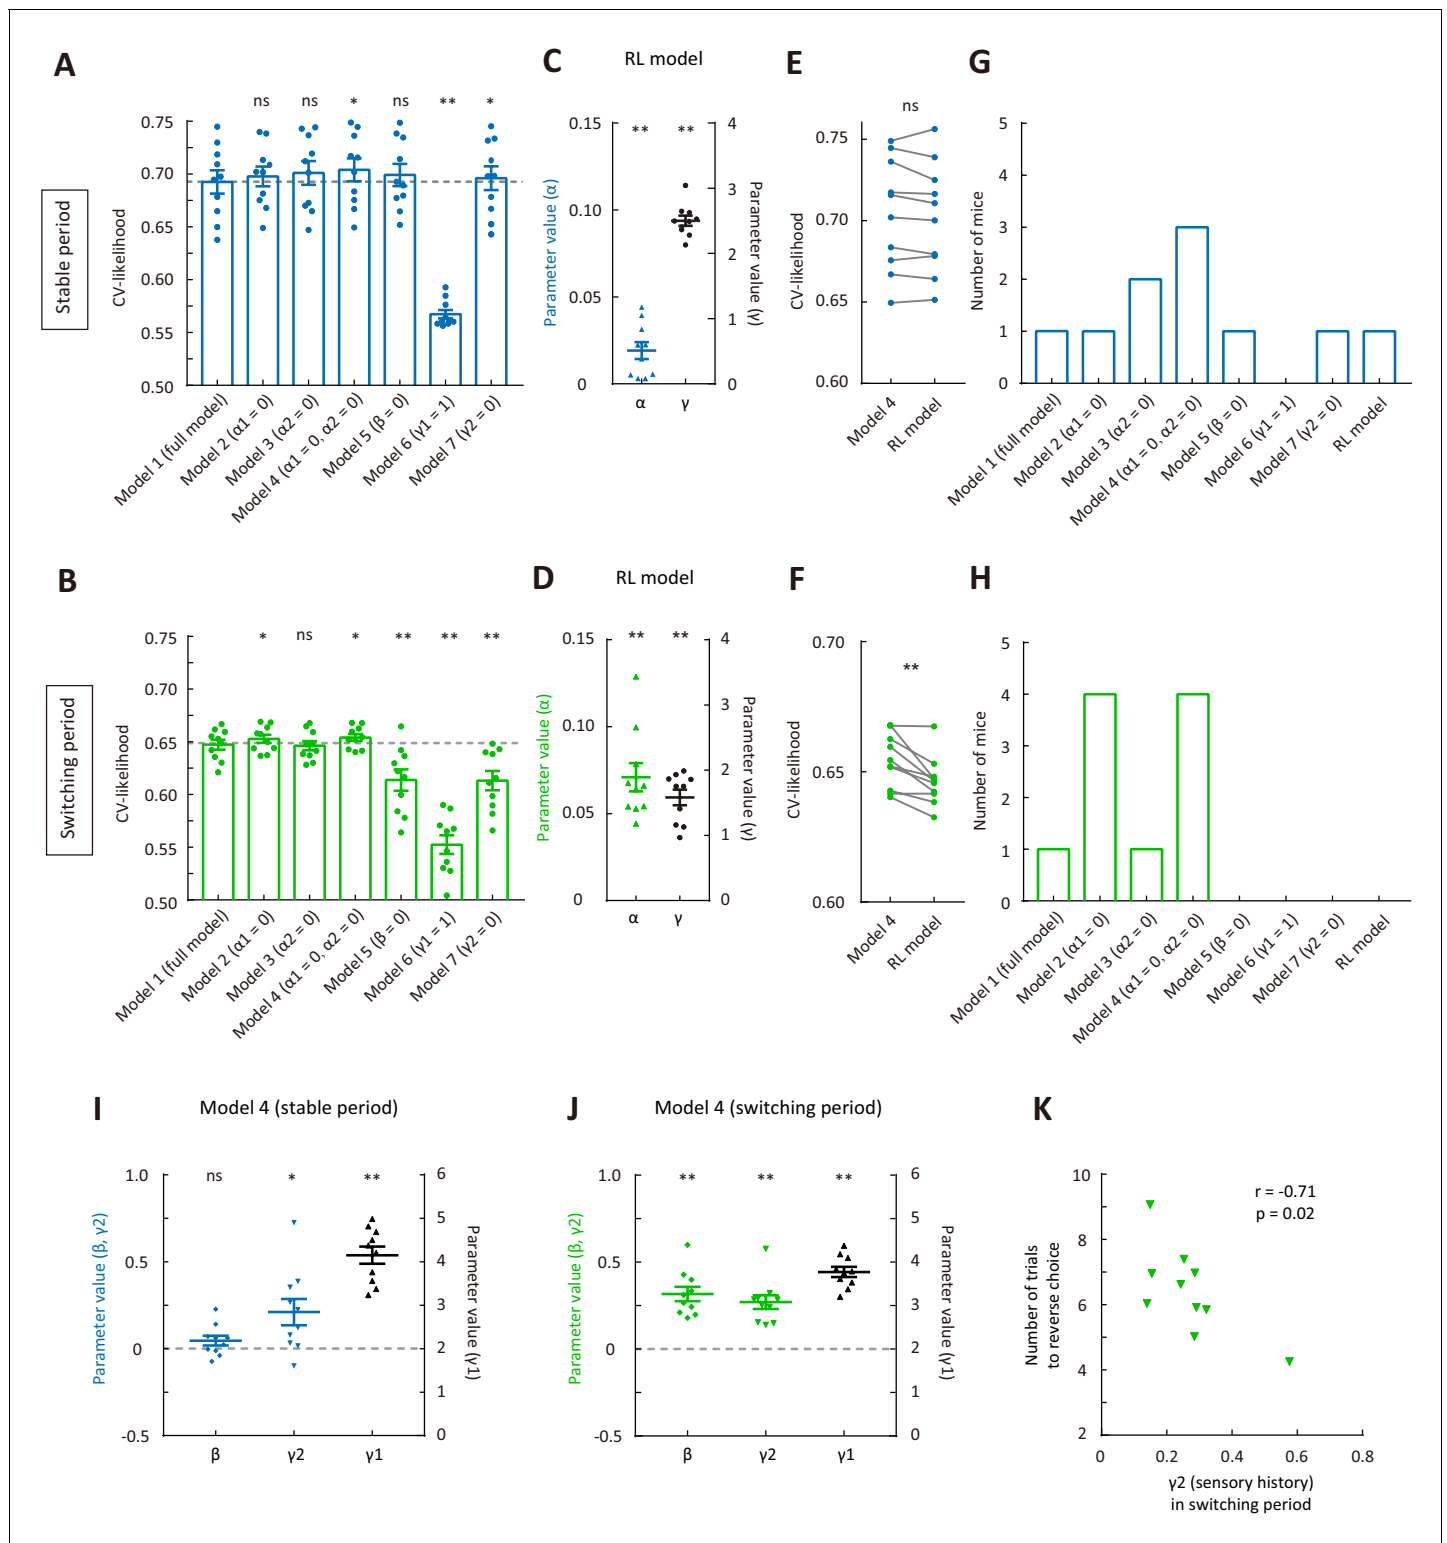 A
ns ns * ns ** *
CV-likelihood
0.75
0.70
0.65
0.60
0.55
0.50
Stable period
Model 1 (full model)
Model 2 (α1 = 0)
Model 3 (α2 = 0)
Model 4 (α1 = 0, α2 = 0)
Model 5 (β = 0)
Model 6 (γ1 = 1)
Model 7 (γ2 = 0)
C
RL model
** **
Parameter value (α)
0.15
0.10
0.05
0
Parameter value (γ)
4
3
2
1
0
α γ
E
ns
CV-likelihood
0.75
0.70
0.65
0.60
Model 4
RL model
G
Number of mice
5
4
3
2
1
0
Model 1 (full model)
Model 2 (α1 = 0)
Model 3 (α2 = 0)
Model 4 (α1 = 0, α2 = 0)
Model 5 (β = 0)
Model 6 (γ1 = 1)
Model 7 (γ2 = 0)
RL model
B
* ns * ** ** **
CV-likelihood
0.75
0.70
0.65
0.60
0.55
0.50
Switching period
Model 1 (full model)
Model 2 (α1 = 0)
Model 3 (α2 = 0)
Model 4 (α1 = 0, α2 = 0)
Model 5 (β = 0)
Model 6 (γ1 = 1)
Model 7 (γ2 = 0)
D
RL model
** **
Parameter value (α)
0.15
0.10
0.05
0
Parameter value (γ)
4
3
2
1
0
α γ
F
**
CV-likelihood
0.70
0.65
0.60
Model 4
RL model
H
Number of mice
5
4
3
2
1
0
Model 1 (full model)
Model 2 (α1 = 0)
Model 3 (α2 = 0)
Model 4 (α1 = 0, α2 = 0)
Model 5 (β = 0)
Model 6 (γ1 = 1)
Model 7 (γ2 = 0)
RL model
I
Model 4 (stable period)
ns * **
Parameter value (β, γ2)
1.0
0.5
0
-0.5
Parameter value (γ1)
6
5
4
3
2
1
0
β γ2 γ1
J
Model 4 (switching period)
** ** **
Parameter value (β, γ2)
1.0
0.5
0
-0.5
Parameter value (γ1)
6
5
4
3
2
1
0
β γ2 γ1
K
r = -0.71
p = 0.02
Number of trials
to reverse choice
10
8
6
4
2
0 0.2 0.4 0.6 0.8
γ2 (sensory history)
in switching period